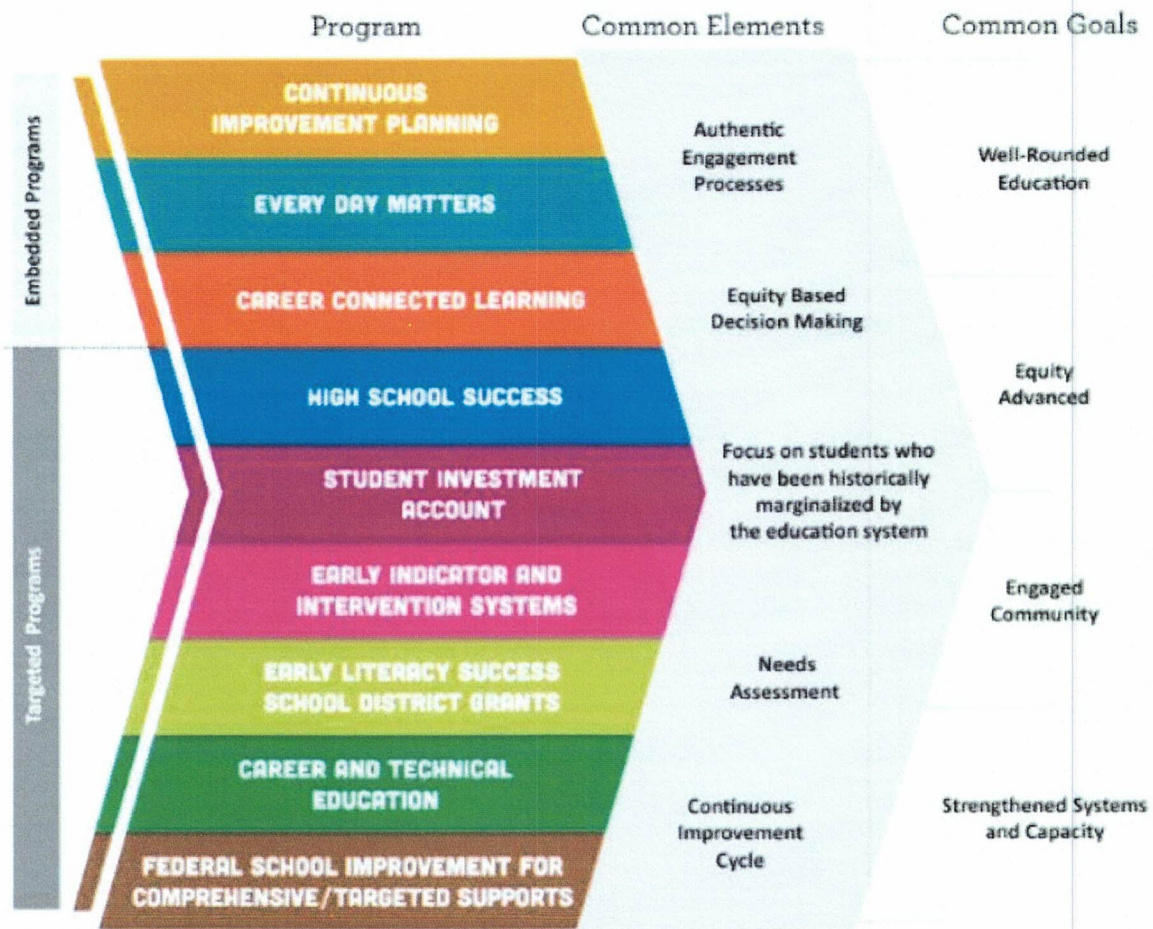 Program
Common Elements
Common Goals
Embedded Programs
Targeted Programs
CONTINUOUS
IMPROVEMENT PLANNING
EVERY DAY MATTERS
CAREER CONNECTED LEARNING
HIGH SCHOOL SUCCESS
STUDENT INVESTMENT
ACCOUNT
EARLY INDICATOR AND
INTERVENTION SYSTEMS
EARLY LITERACY SUCCESS
SCHOOL DISTRICT GRANTS
CAREER AND TECHNICAL
EDUCATION
FEDERAL SCHOOL IMPROVEMENT FOR
COMPREHENSIVE/TARGETED SUPPORTS
Authentic
Engagement
Processes
Equity Based
Decision Making
Focus on students who
have been historically
marginalized by
the education system
Needs
Assessment
Continuous
Improvement
Cycle
Well-Rounded
Education
Equity
Advanced
Engaged
Community
Strengthened Systems
and Capacity